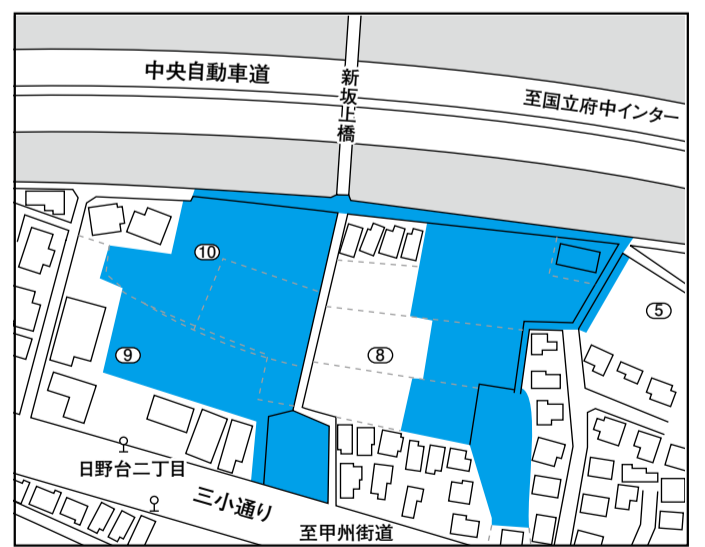 中央自動車道
新坂上橋
至国立府中インター
⑩
⑤
⑨
⑧
日野台二丁目
三小通り
至甲州街道